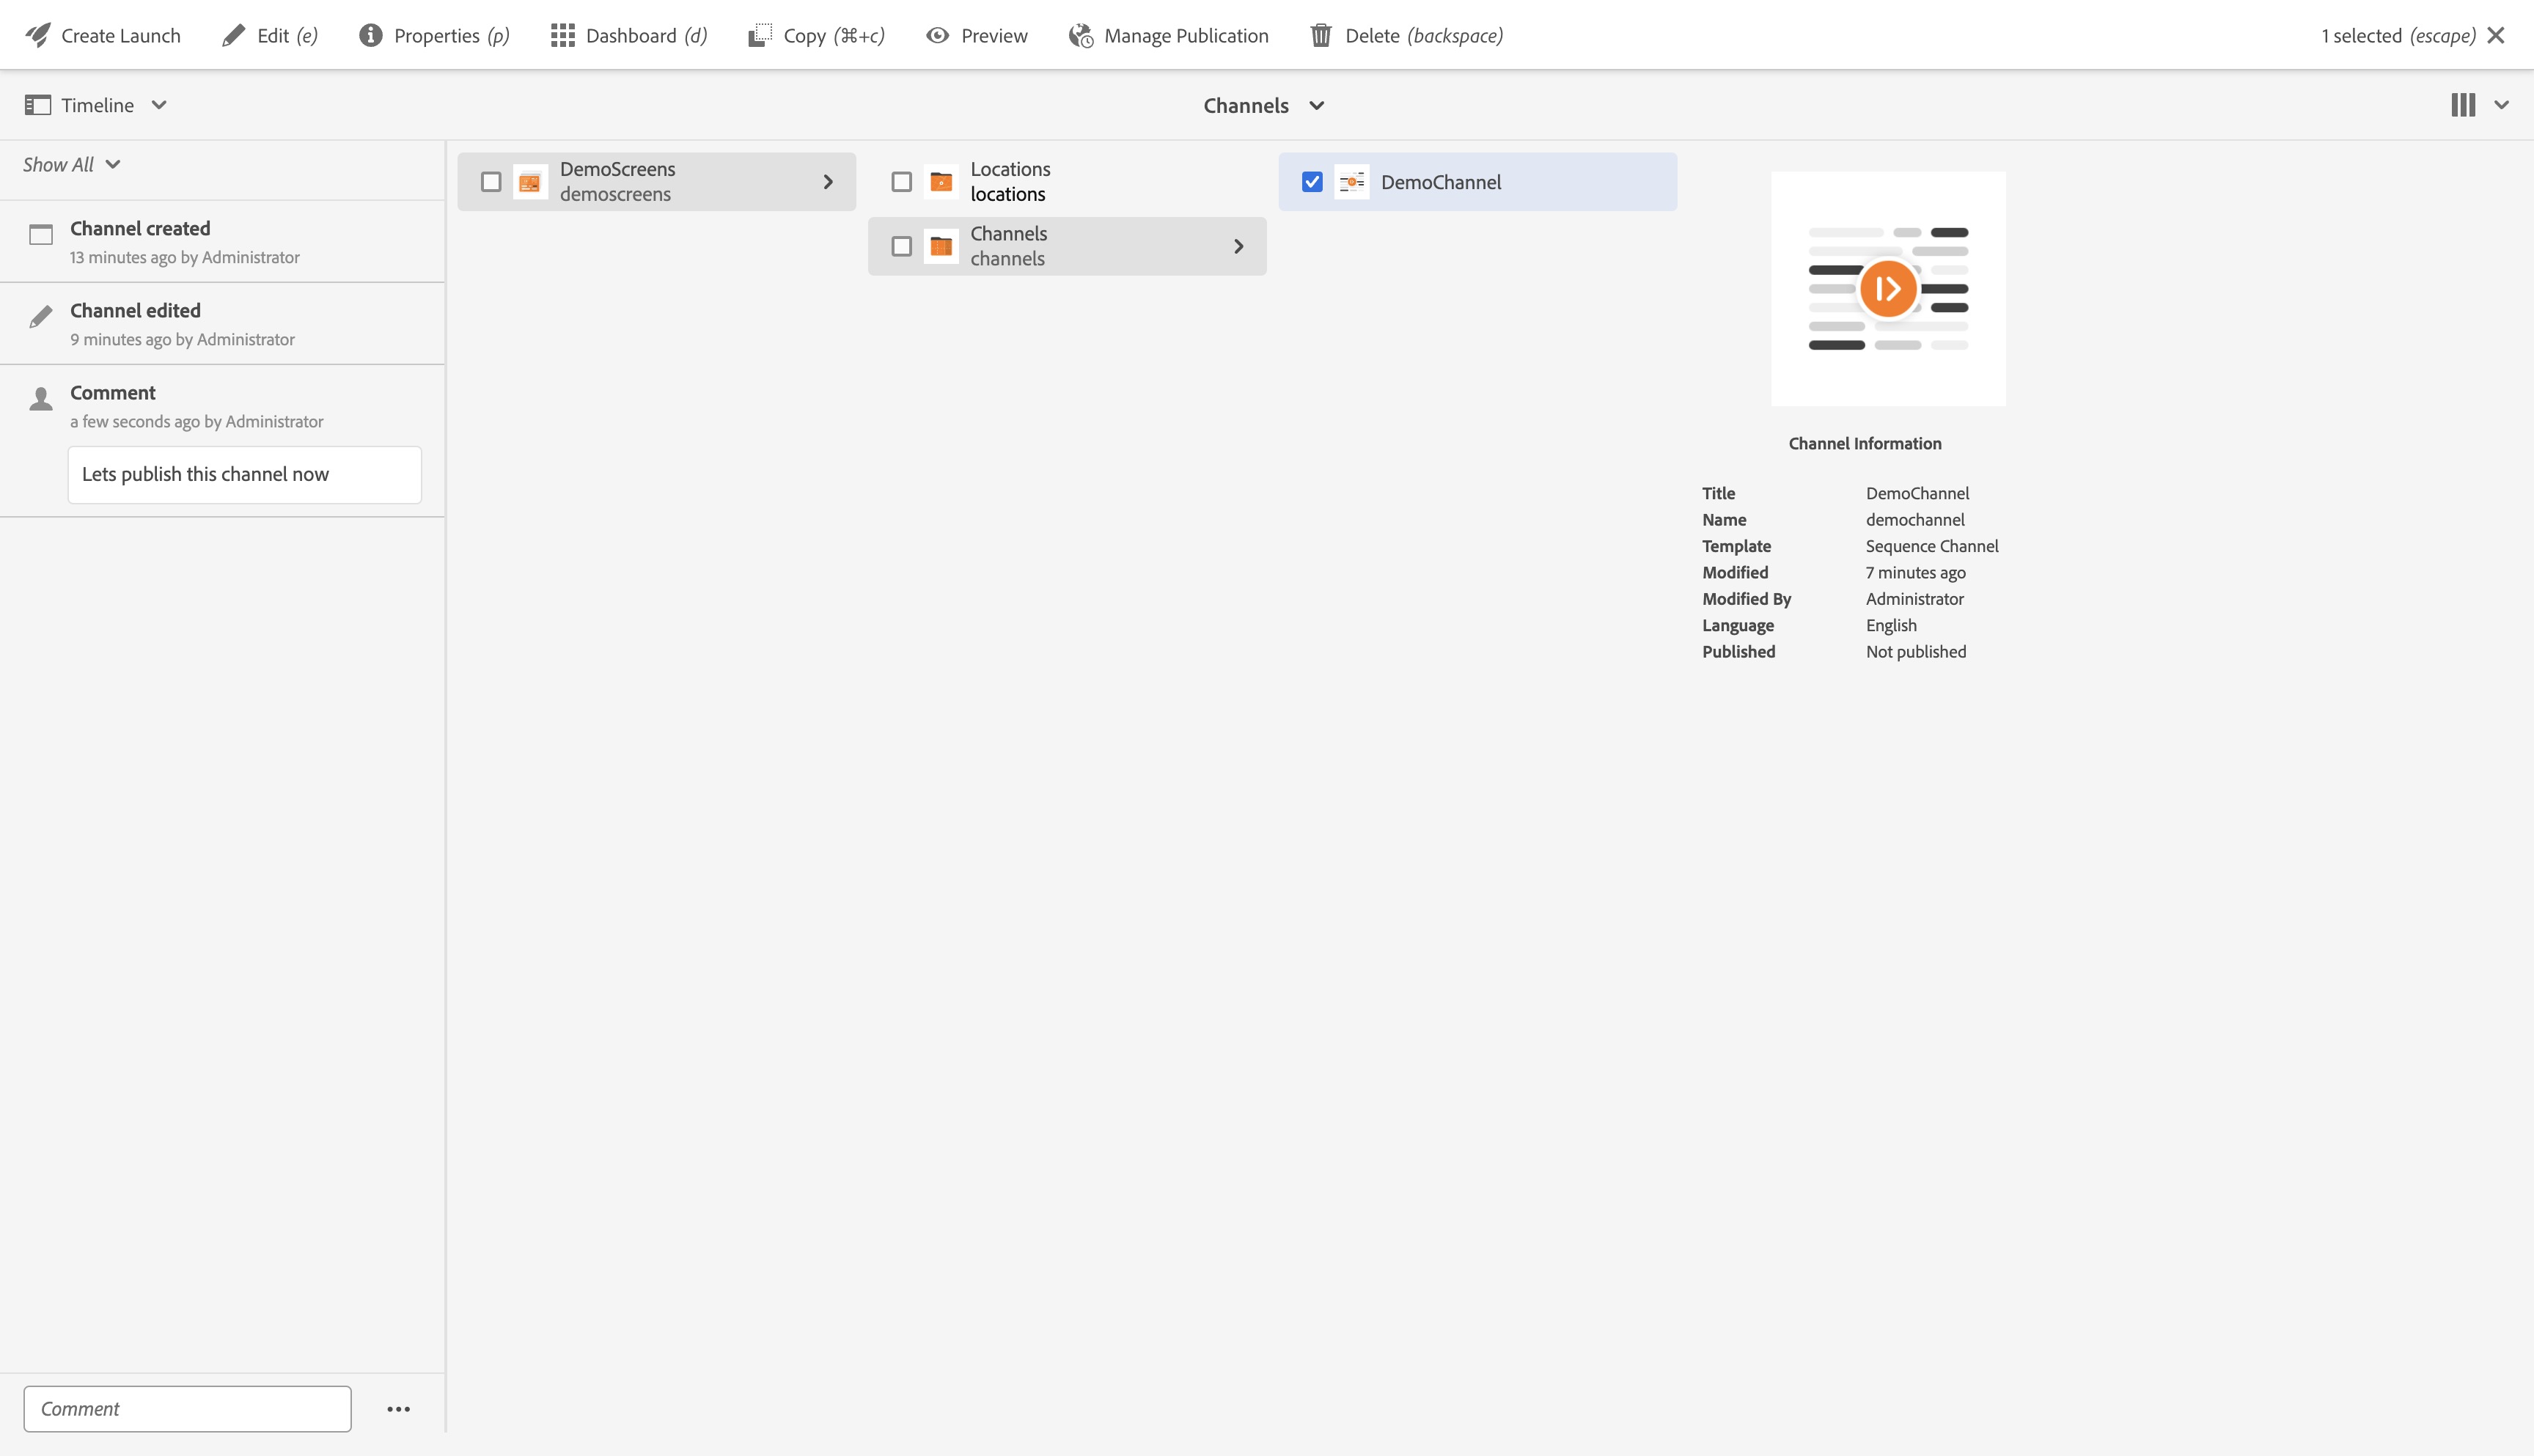 Create Launch Edit (e) Properties (p) Dashboard (d) Copy (⌘+c) Preview Manage Publication Delete (backspace) 1 selected (escape)
Timeline Channels
Show All
Channel created
13 minutes ago by Administrator
Channel edited
9 minutes ago by Administrator
Comment
a few seconds ago by Administrator
Lets publish this channel now
Comment
DemoScreens
demoscreens
Locations
locations
Channels
channels
DemoChannel
Channel Information
Title DemoChannel
Name demochannel
Template Sequence Channel
Modified 7 minutes ago
Modified By Administrator
Language English
Published Not published